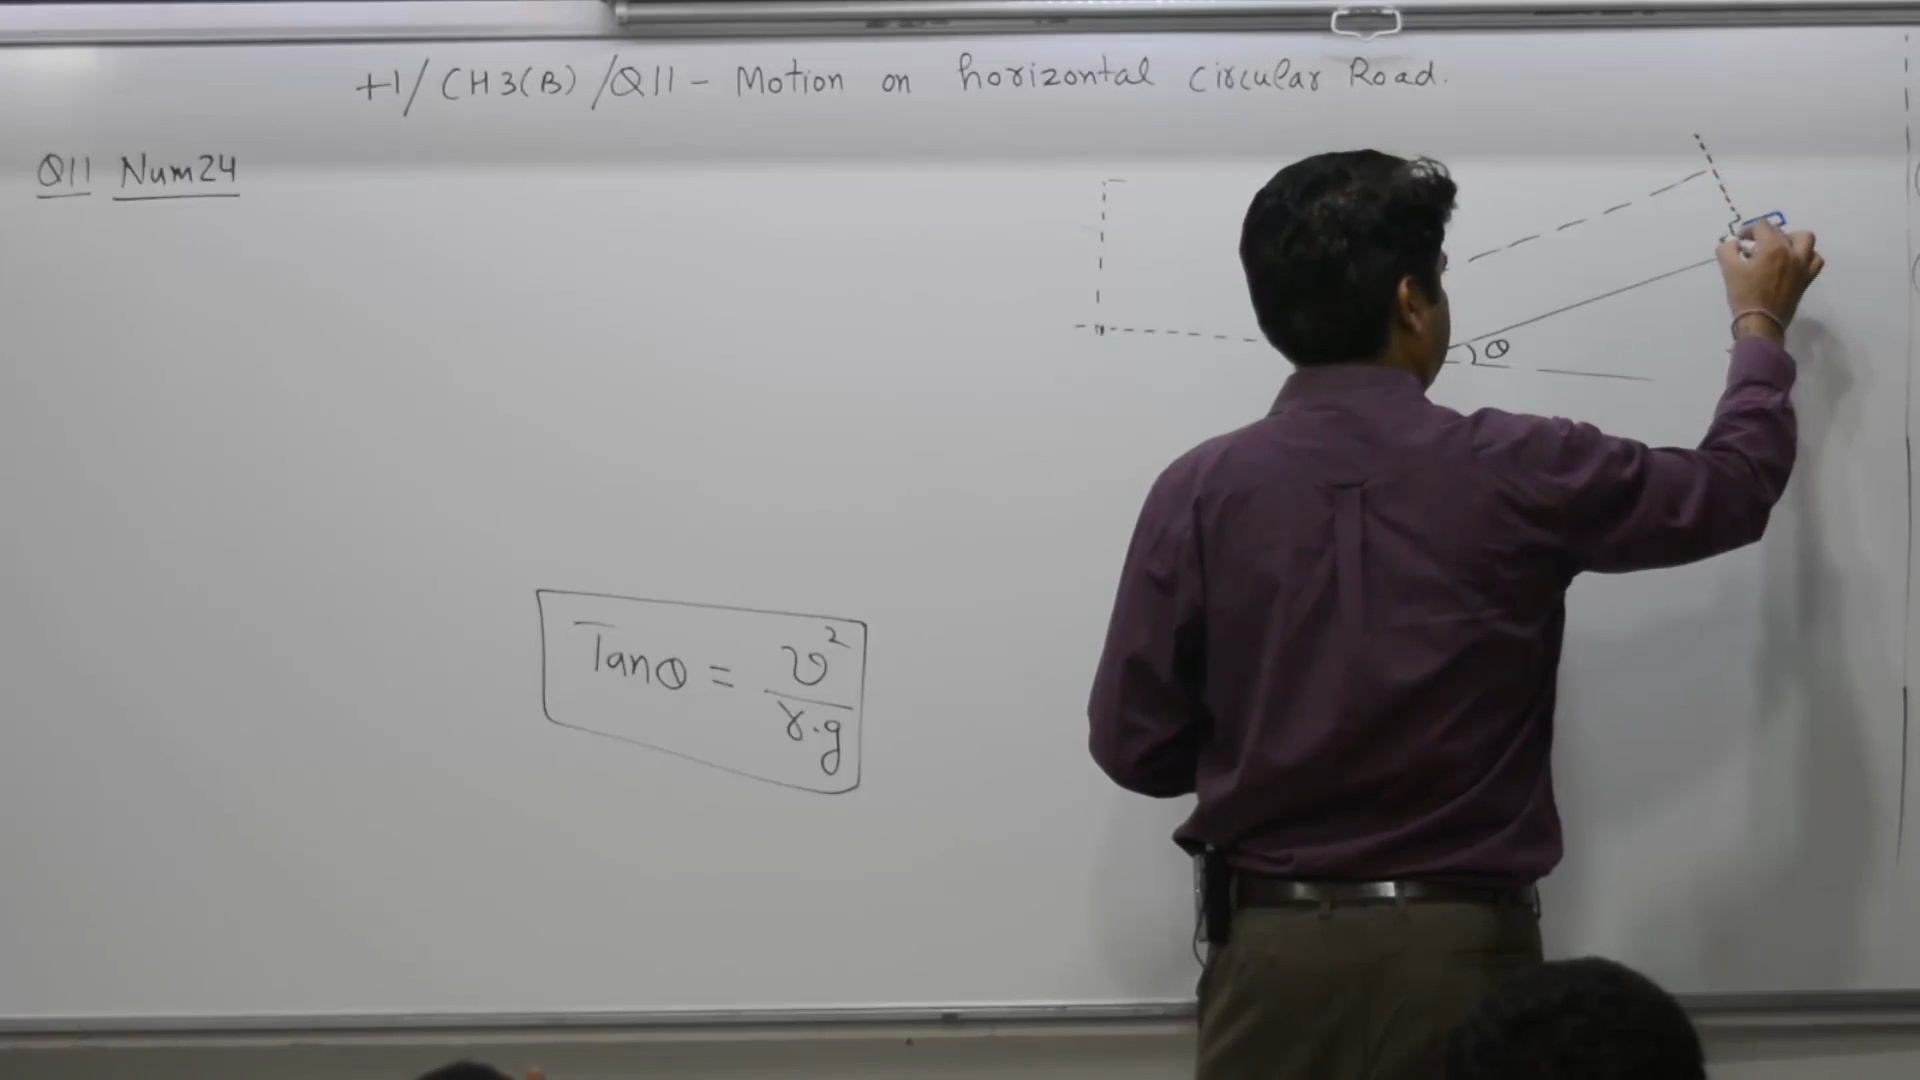 +1/CH3(B)/Q11 - Motion on horizontal Circular Road.
Q11 Num24
θ
Tanθ = v²/r.g